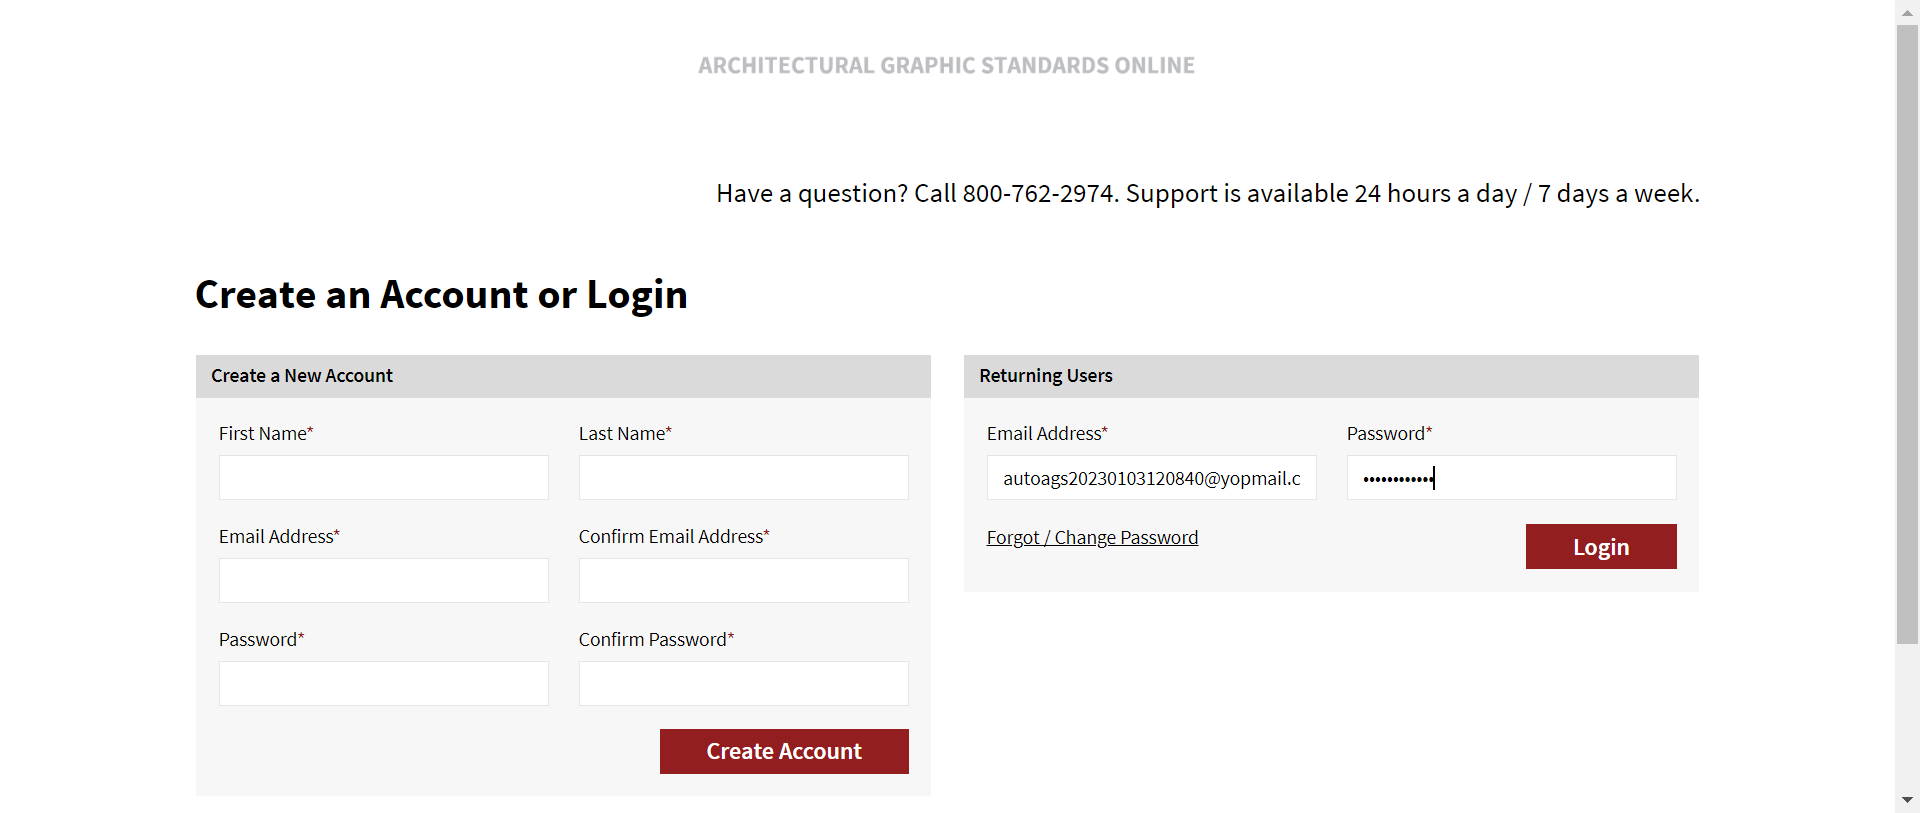 ARCHITECTURAL GRAPHIC STANDARDS ONLINE
Have a question? Call 800-762-2974. Support is available 24 hours a day / 7 days a week.
Create an Account or Login
Create a New Account
First Name*
Last Name*
Email Address*
Confirm Email Address*
Password*
Confirm Password*
Create Account
Returning Users
Email Address*
Password*
autoags20230103120840@yopmail.c
••••••••••••
Forgot / Change Password
Login